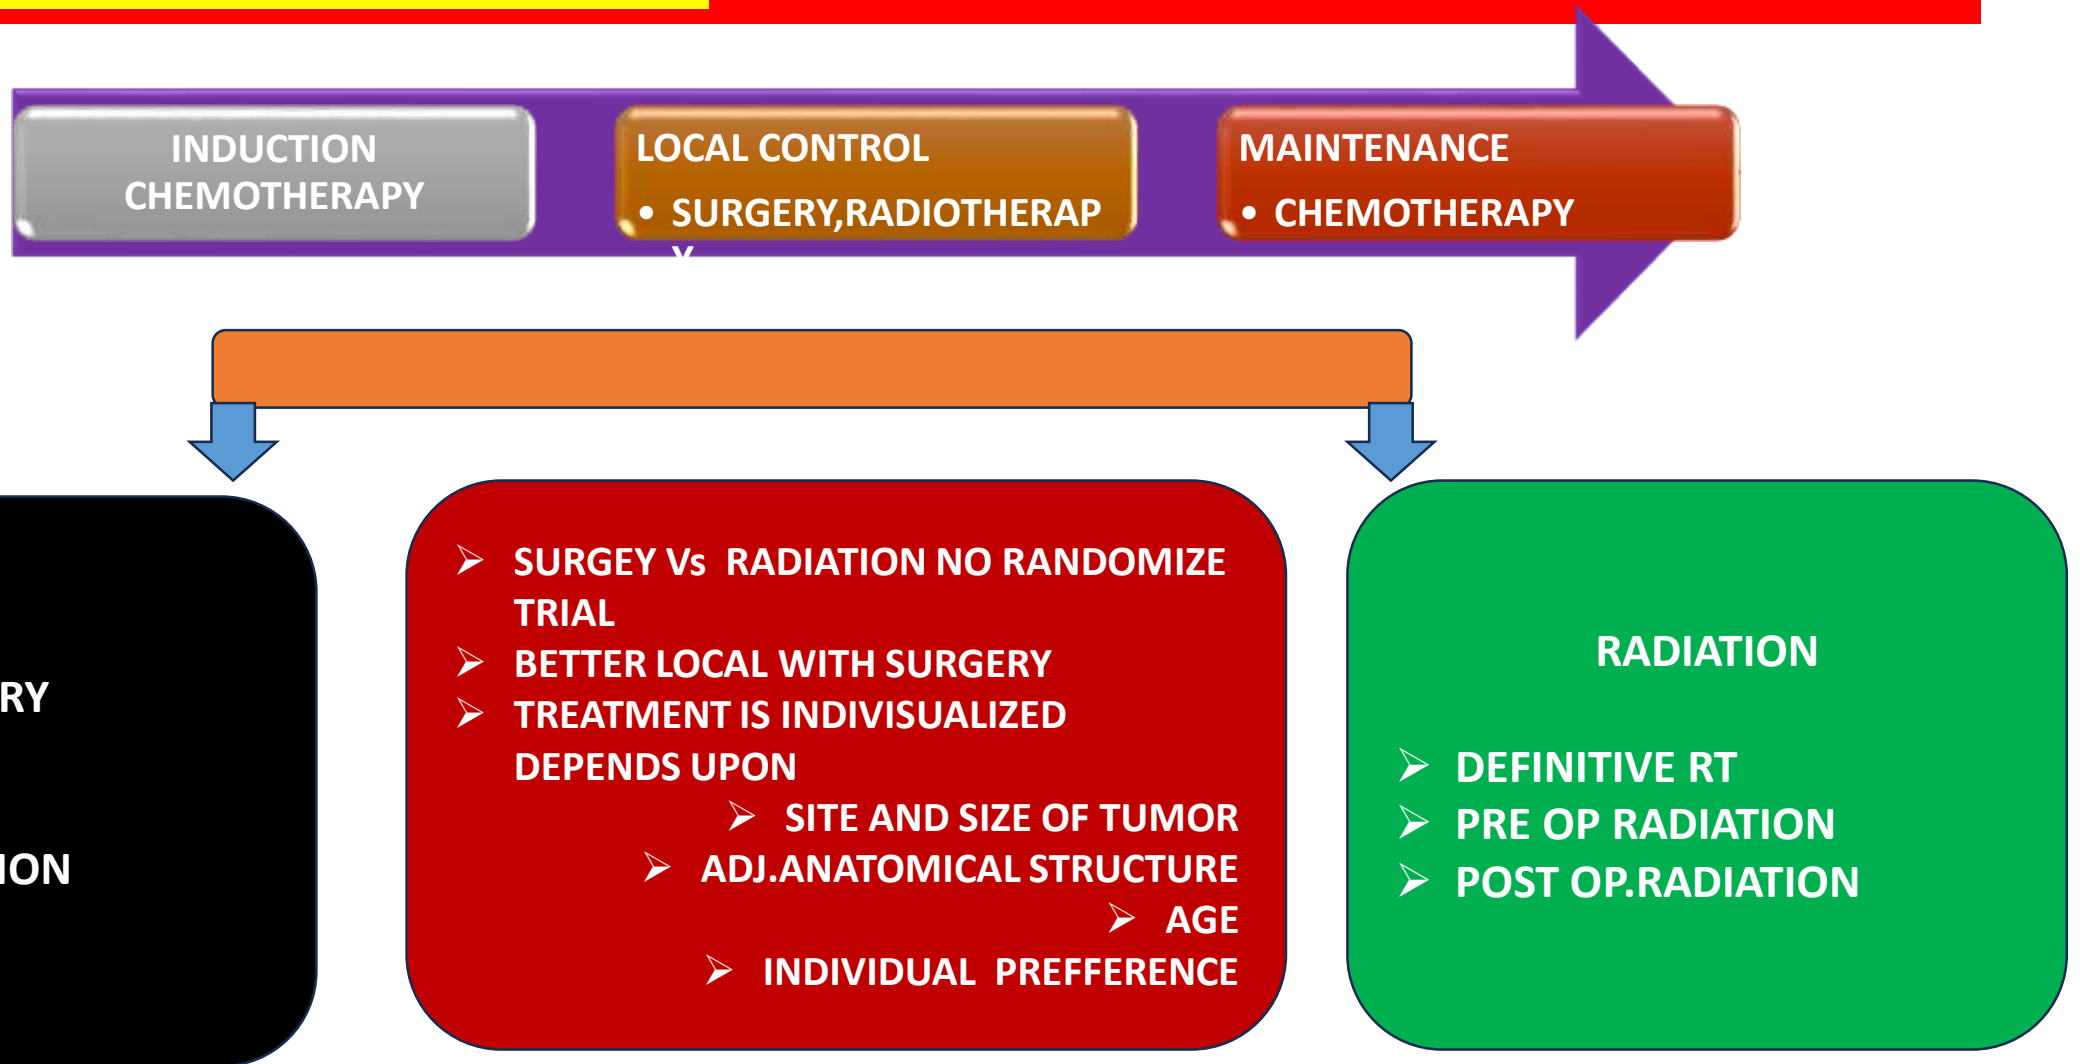 INDUCTION
CHEMOTHERAPY
LOCAL CONTROL
• SURGERY,RADIOTHERAP
Y
MAINTENANCE
• CHEMOTHERAPY
RY
ION
➢ SURGEY Vs RADIATION NO RANDOMIZE
TRIAL
➢ BETTER LOCAL WITH SURGERY
➢ TREATMENT IS INDIVISUALIZED
DEPENDS UPON
➢ SITE AND SIZE OF TUMOR
➢ ADJ.ANATOMICAL STRUCTURE
➢ AGE
➢ INDIVIDUAL PREFFERENCE
RADIATION
➢ DEFINITIVE RT
➢ PRE OP RADIATION
➢ POST OP.RADIATION